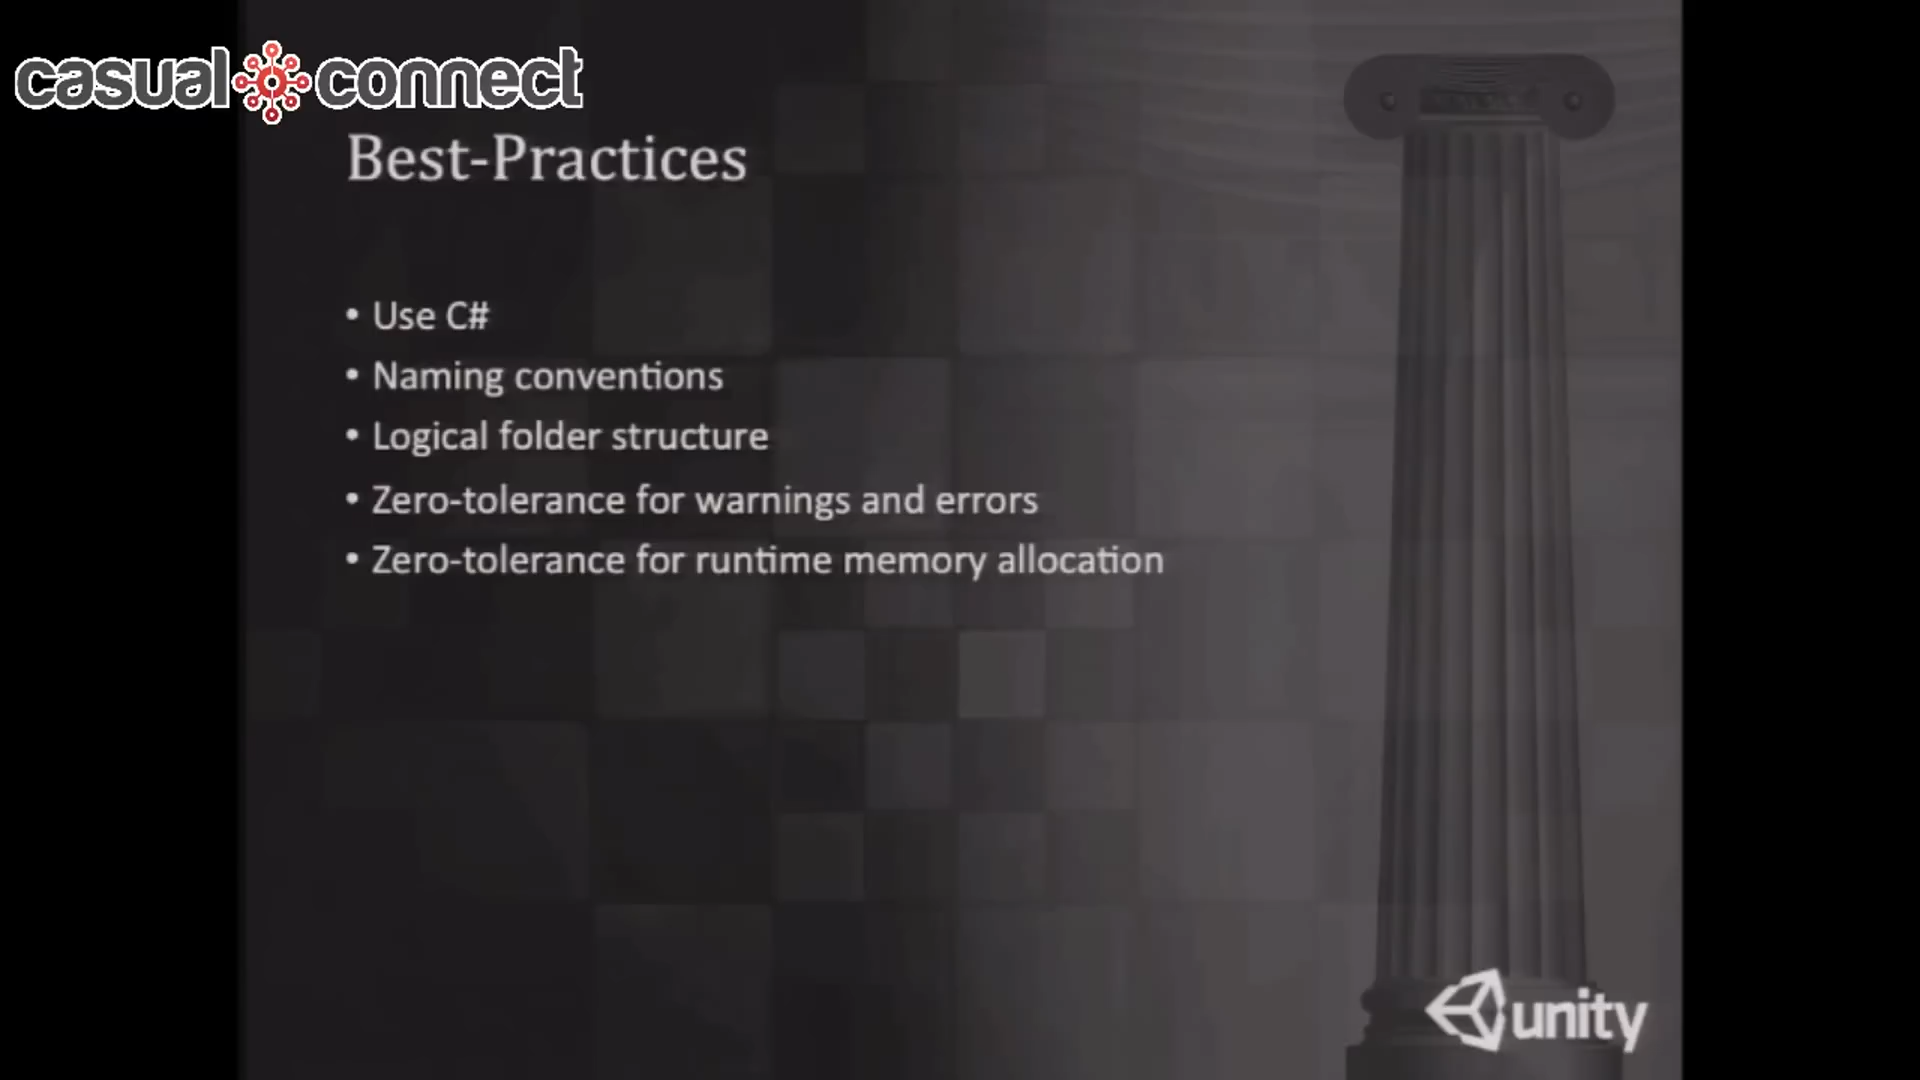 casual connect
Best-Practices
• Use C#
• Naming conventions
• Logical folder structure
• Zero-tolerance for warnings and errors
• Zero-tolerance for runtime memory allocation
unity